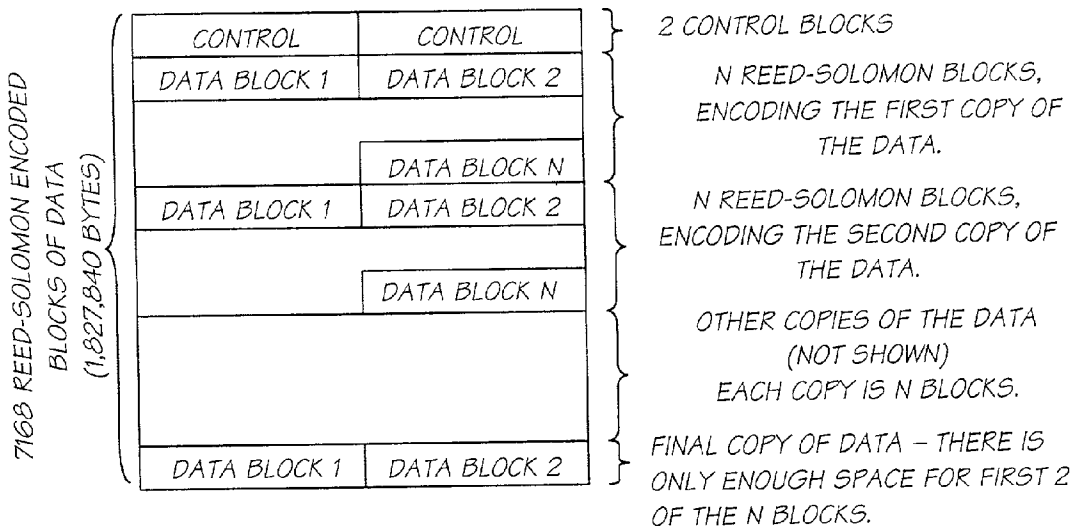 7168 REED-SOLOMON ENCODED
BLOCKS OF DATA
(1,827,840 BYTES)
CONTROL CONTROL
2 CONTROL BLOCKS
DATA BLOCK 1 DATA BLOCK 2
DATA BLOCK N
N REED-SOLOMON BLOCKS,
ENCODING THE FIRST COPY OF
THE DATA.
DATA BLOCK 1 DATA BLOCK 2
DATA BLOCK N
N REED-SOLOMON BLOCKS,
ENCODING THE SECOND COPY OF
THE DATA.
OTHER COPIES OF THE DATA
(NOT SHOWN)
EACH COPY IS N BLOCKS.
DATA BLOCK 1 DATA BLOCK 2
FINAL COPY OF DATA – THERE IS
ONLY ENOUGH SPACE FOR FIRST 2
OF THE N BLOCKS.